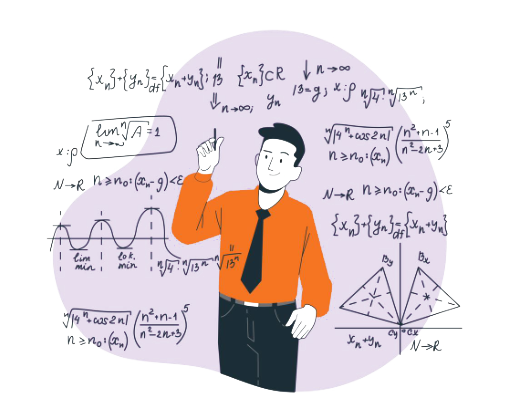 {xₙ}+{yₙ}=df{xₙ+yₙ}; 13 {xₙ}⊂R
n→∞
n→∞; yₙ
13=g; x:ρ ⁿ√4: ⁿ√13ⁿ;
lim ⁿ√A=1
n→∞
x:ρ
N→R n≥n₀:(xₙ-g)<ε
ⁿ√|4ⁿ+cos2n| (n²+n-1/n²-2n+3)⁵
n≥n₀:(xₙ)
N→R n≥n₀:(xₙ-g)<ε
{xₙ}+{yₙ}=df{xₙ+yₙ}
lim min
lok. min
ⁿ√4: ⁿ√13ⁿ ⁿ√13ⁿ
By Bx
Cy Cx
xₙ+yₙ N→R
ⁿ√|4ⁿ+cos2n| (n²+n-1/n²-2n+3)⁵
n≥n₀:(xₙ)